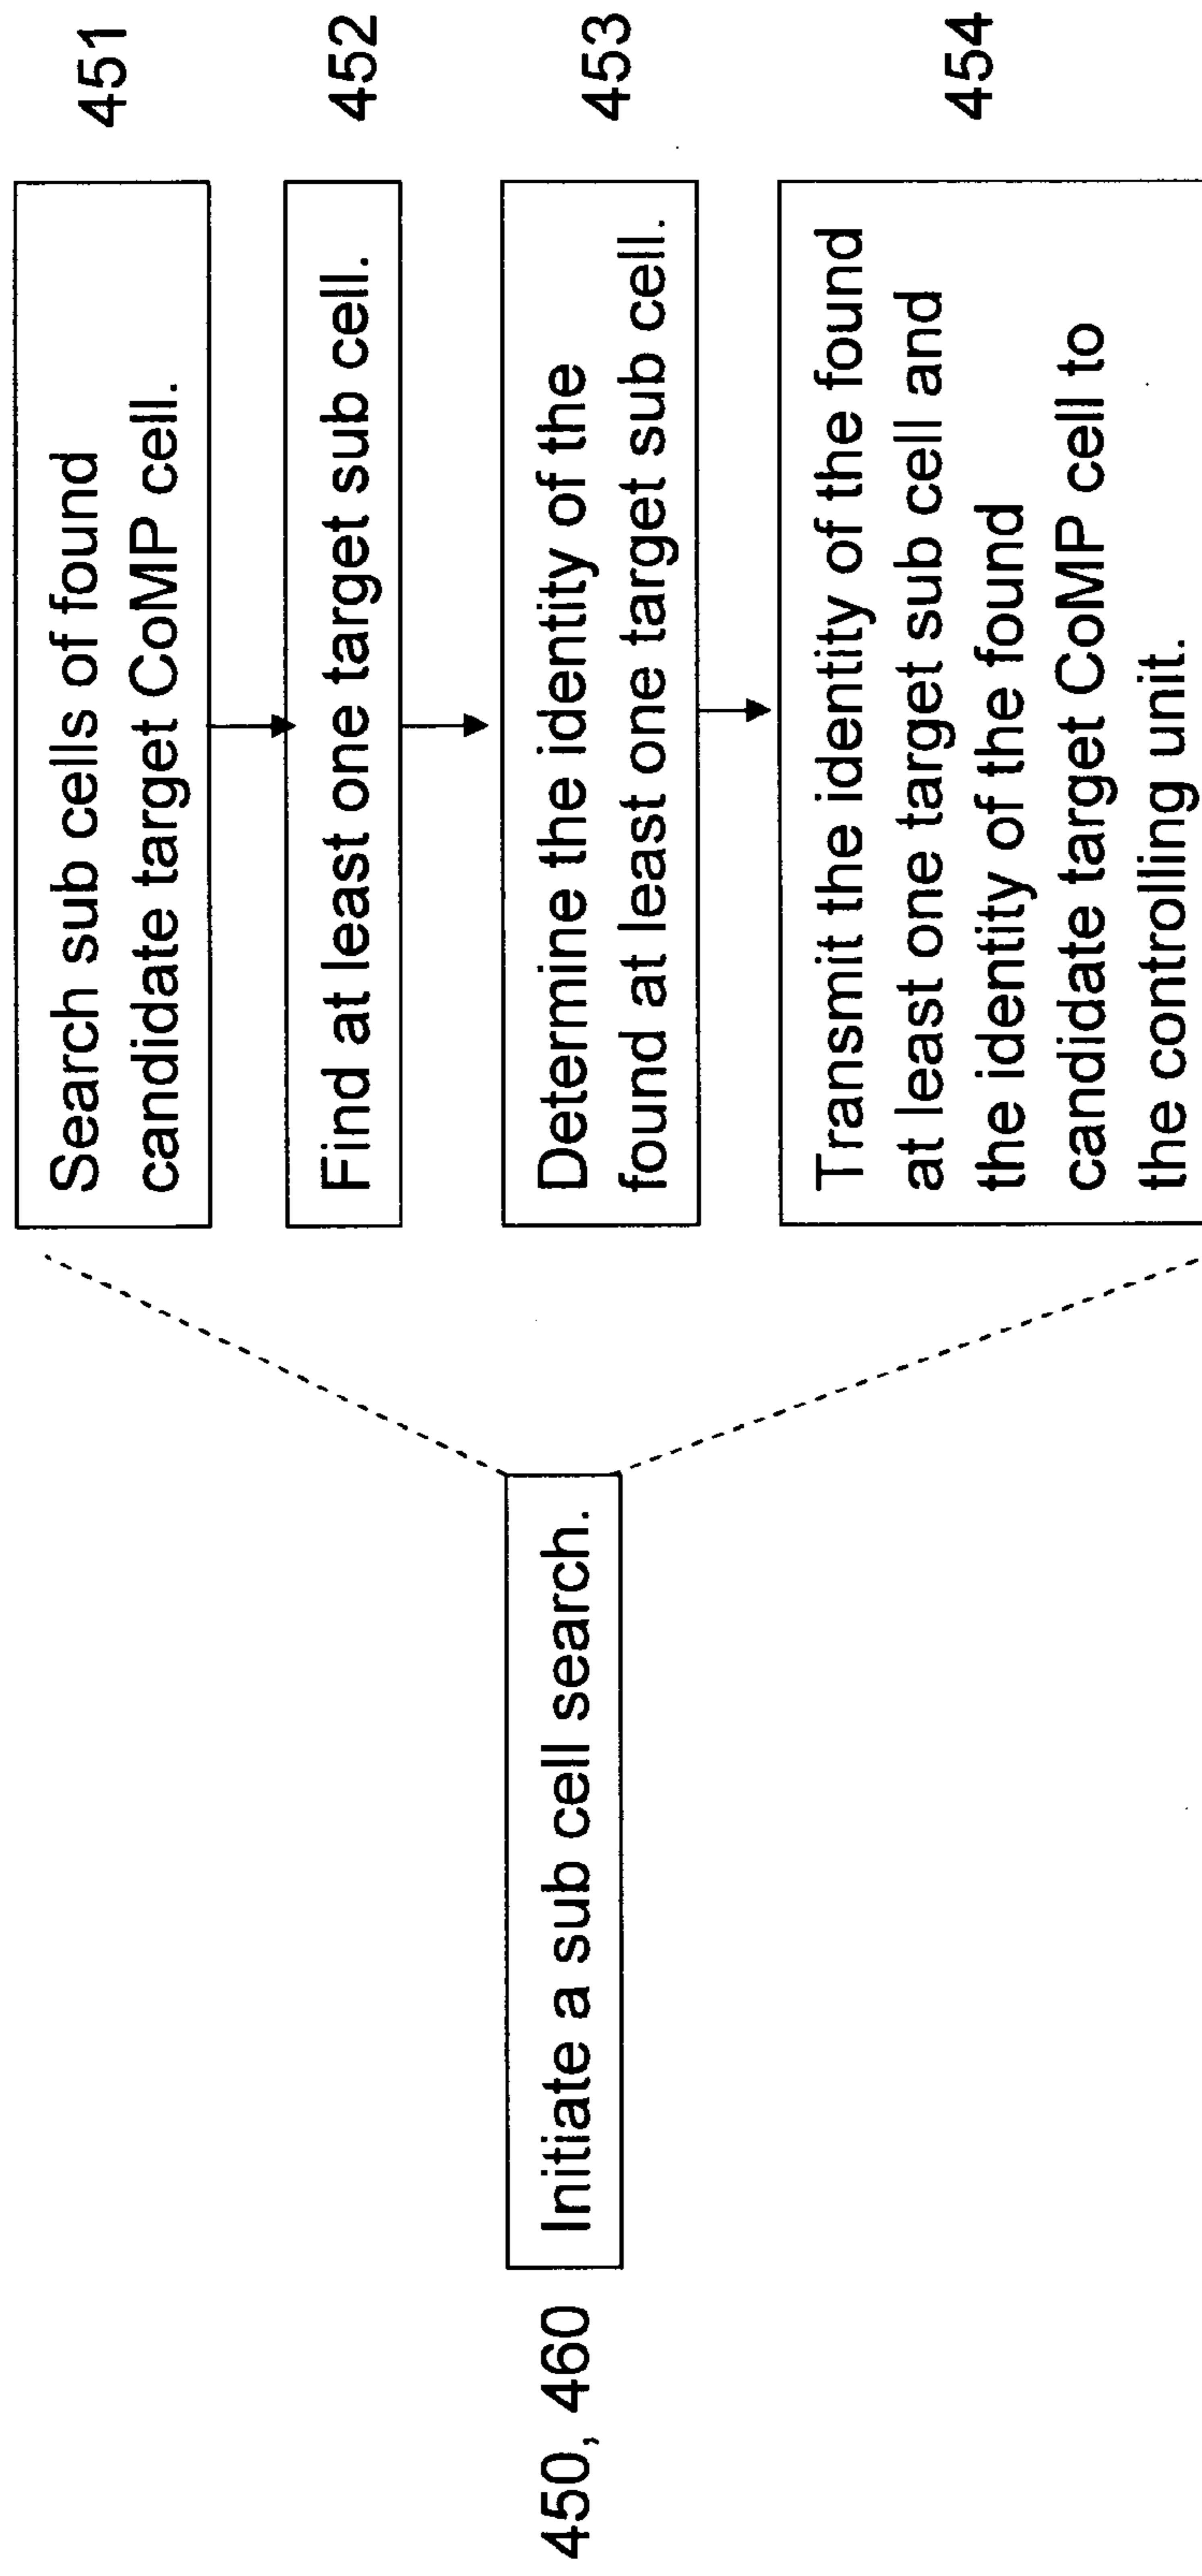 450, 460
Initiate a sub cell search.
Search sub cells of found
candidate target CoMP cell.
451
Find at least one target sub cell.
452
Determine the identity of the
found at least one target sub cell.
453
Transmit the identity of the found
at least one target sub cell and
the identity of the found
candidate target CoMP cell to
the controlling unit.
454